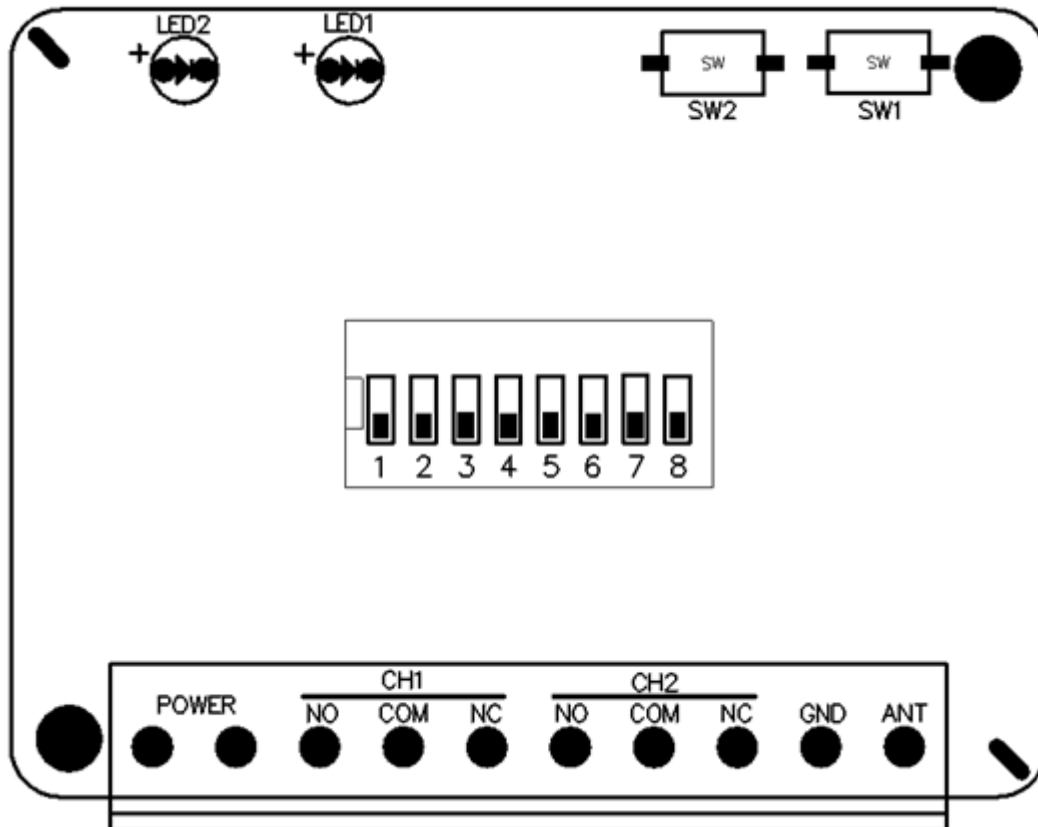 LED2 LED1
+ +
SW SW
SW2 SW1
1 2 3 4 5 6 7 8
CH1 CH2
POWER NO COM NC NO COM NC GND ANT